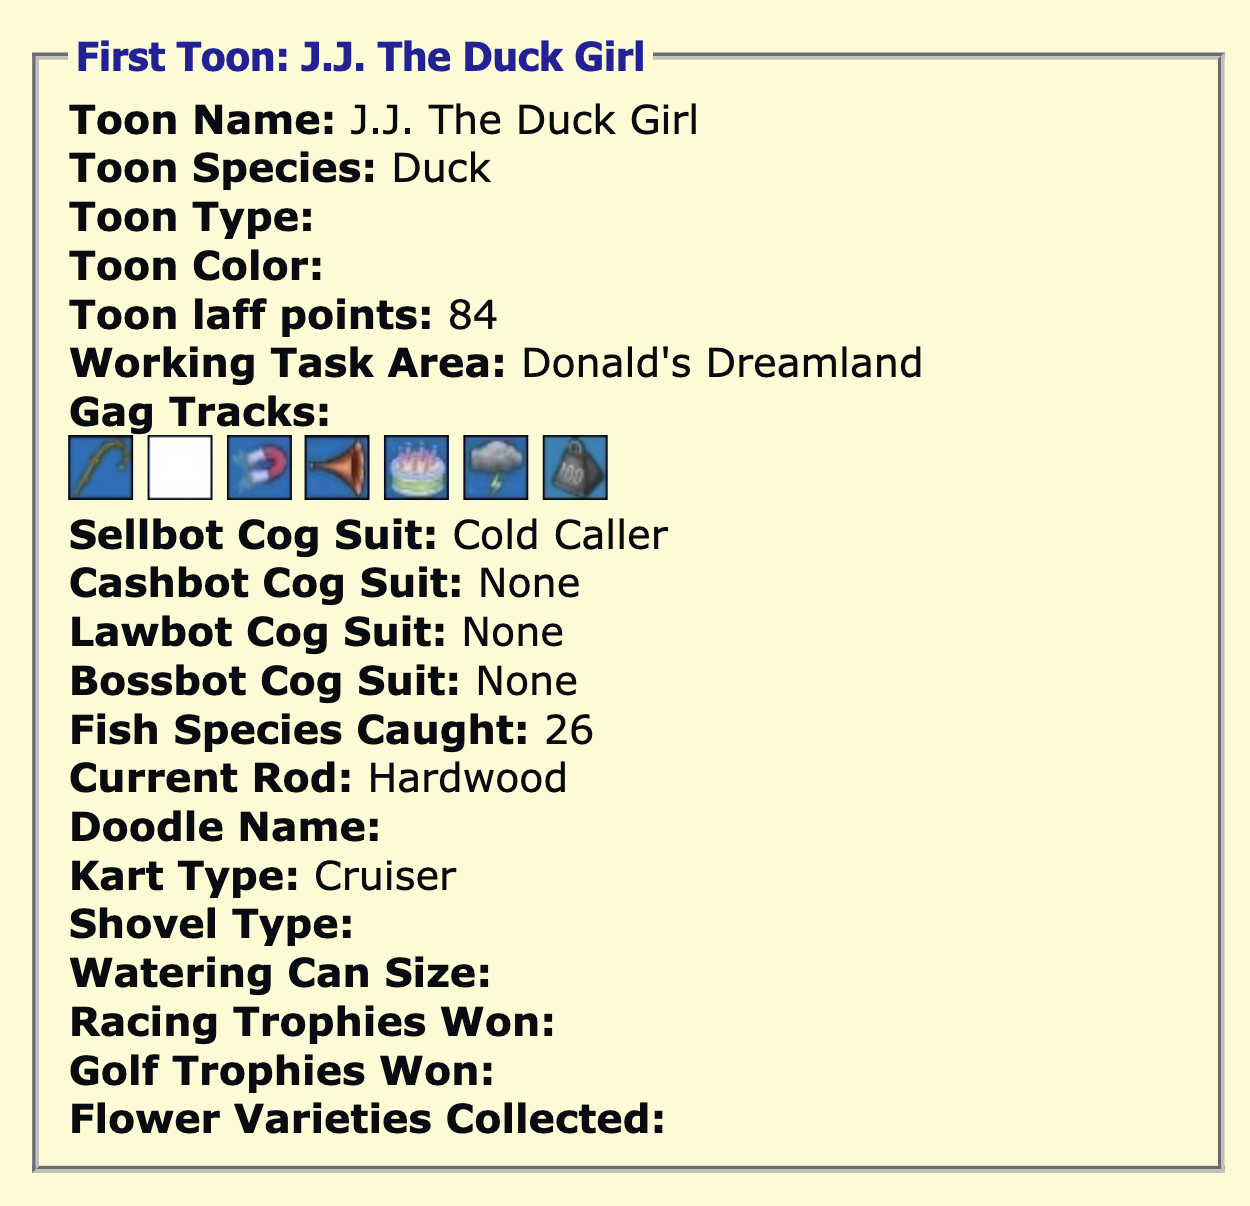 First Toon: J.J. The Duck Girl
Toon Name: J.J. The Duck Girl
Toon Species: Duck
Toon Type:
Toon Color:
Toon laff points: 84
Working Task Area: Donald's Dreamland
Gag Tracks:
100
Sellbot Cog Suit: Cold Caller
Cashbot Cog Suit: None
Lawbot Cog Suit: None
Bossbot Cog Suit: None
Fish Species Caught: 26
Current Rod: Hardwood
Doodle Name:
Kart Type: Cruiser
Shovel Type:
Watering Can Size:
Racing Trophies Won:
Golf Trophies Won:
Flower Varieties Collected: